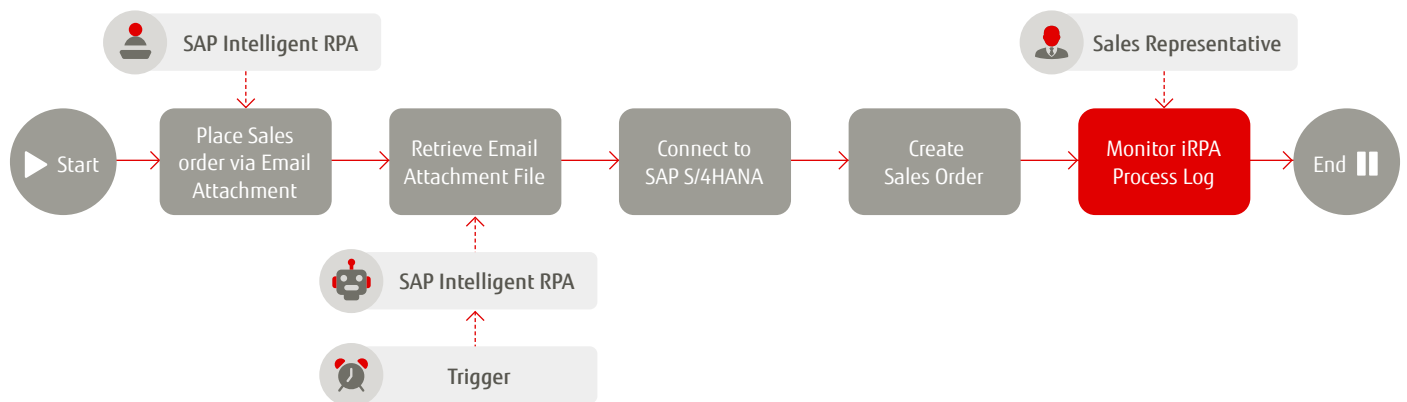 SAP Intelligent RPA
Sales Representative
Start
Place Sales
order via Email
Attachment
Retrieve Email
Attachment File
Connect to
SAP S/4HANA
Create
Sales Order
Monitor iRPA
Process Log
End
SAP Intelligent RPA
Trigger